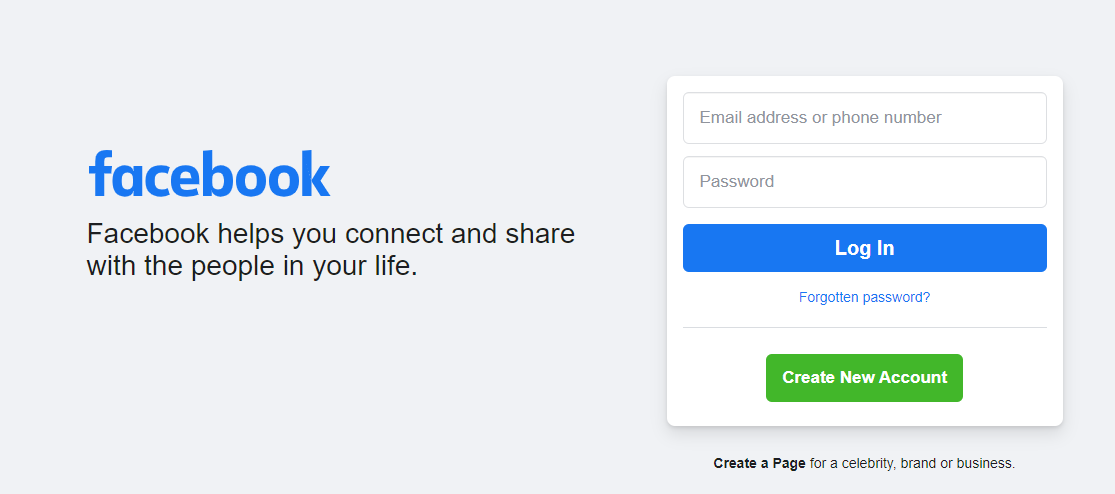 facebook
Facebook helps you connect and share
with the people in your life.
Email address or phone number
Password
Log In
Forgotten password?
Create New Account
Create a Page for a celebrity, brand or business.